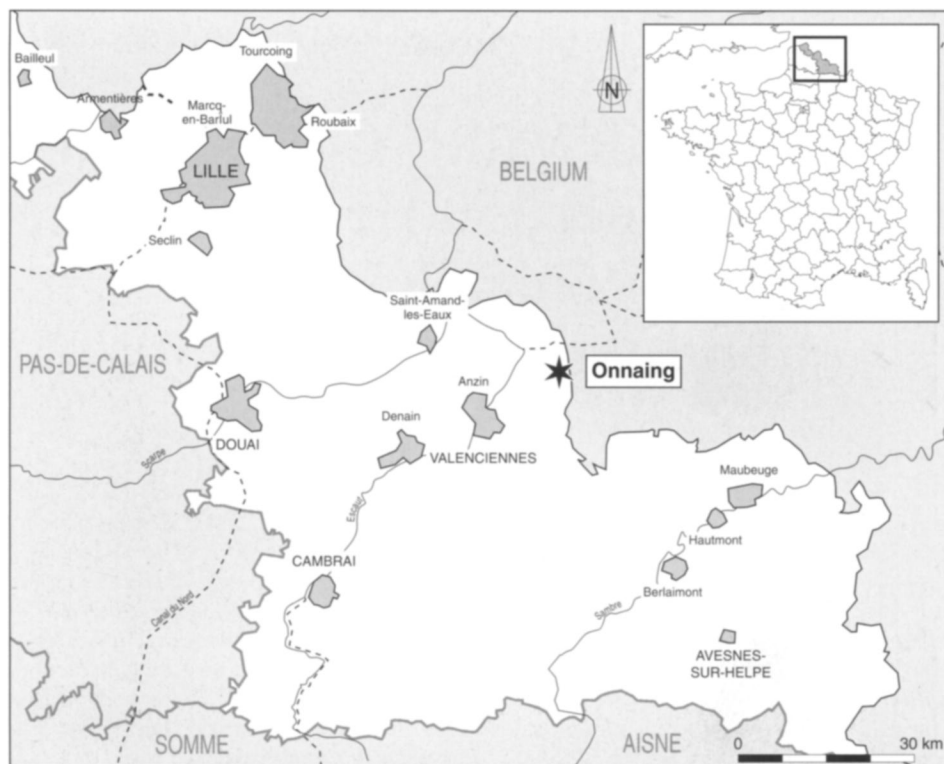 Tourcoing
Bailleul
Armentières
Marcq-
en-Barlul
Roubaix
N
LILLE
BELGIUM
Seclin
Saint-Amand-
les-Eaux
PAS-DE-CALAIS
Onnaing
Anzin
Denain
DOUAI
VALENCIENNES
Scarpe
Maubeuge
Escaut
Hautmont
CAMBRAI
Berlaimont
Canal du Nord
Sambre
AVESNES-
SUR-HELPE
SOMME
AISNE
0 30 km